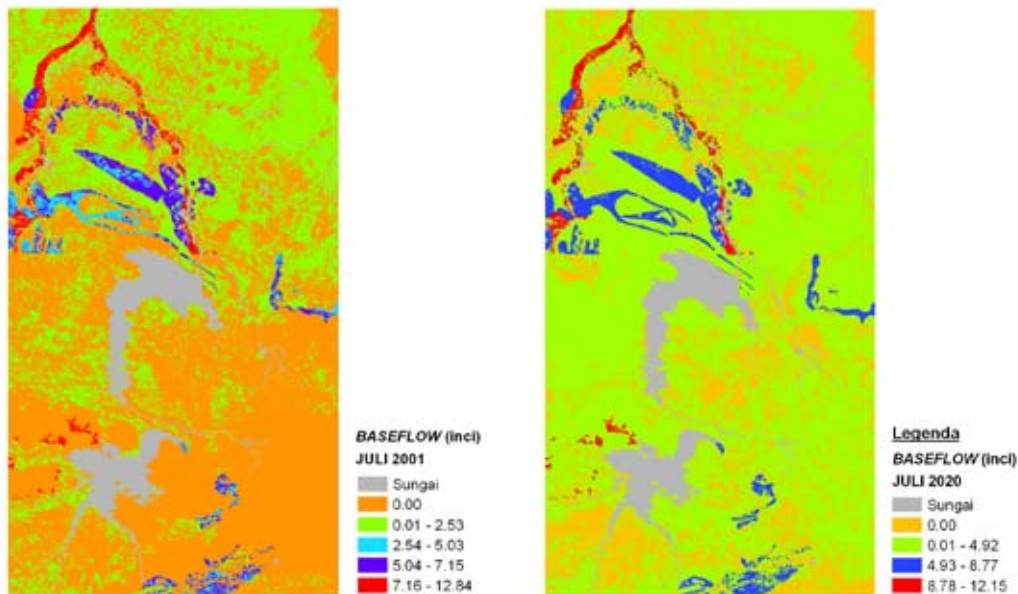 BASEFLOW (inci)
JULI 2001
Sungai
0.00
0.01 - 2.53
2.54 - 5.03
5.04 - 7.15
7.16 - 12.84
Legenda
BASEFLOW (inci)
JULI 2020
Sungai
0.00
0.01 - 4.92
4.93 - 8.77
8.78 - 12.15